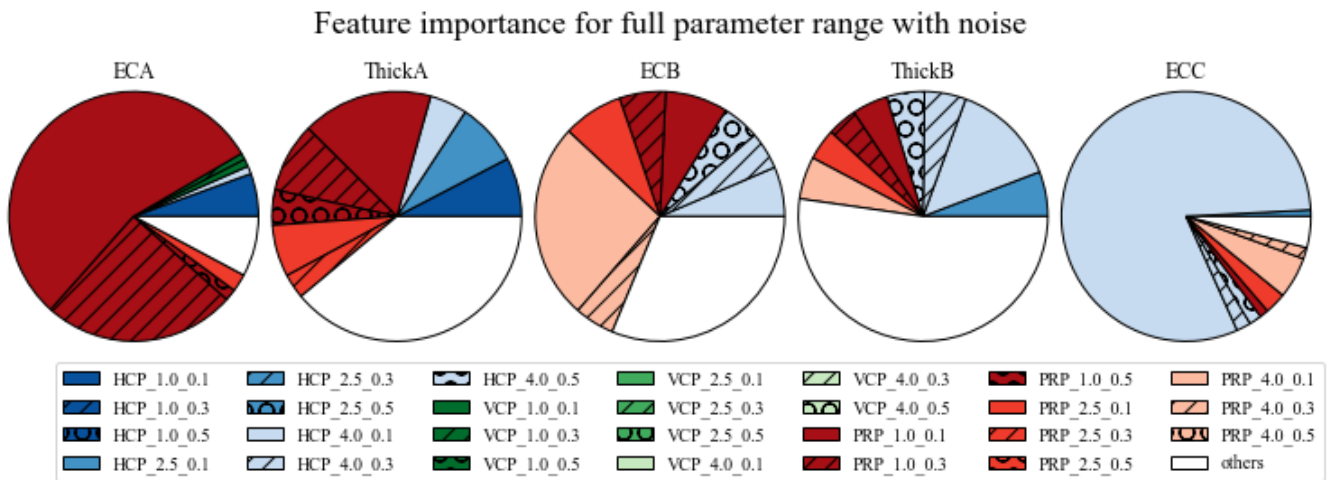 Feature importance for full parameter range with noise
ECA ThickA ECB ThickB ECC
HCP_1.0_0.1 HCP_2.5_0.3 HCP_4.0_0.5 VCP_2.5_0.1 VCP_4.0_0.3 PRP_1.0_0.5 PRP_4.0_0.1
HCP_1.0_0.3 HCP_2.5_0.5 VCP_1.0_0.1 VCP_2.5_0.3 VCP_4.0_0.5 PRP_2.5_0.1 PRP_4.0_0.3
HCP_1.0_0.5 HCP_4.0_0.1 VCP_1.0_0.3 VCP_2.5_0.5 PRP_1.0_0.1 PRP_2.5_0.3 PRP_4.0_0.5
HCP_2.5_0.1 HCP_4.0_0.3 VCP_1.0_0.5 VCP_4.0_0.1 PRP_1.0_0.3 PRP_2.5_0.5 others